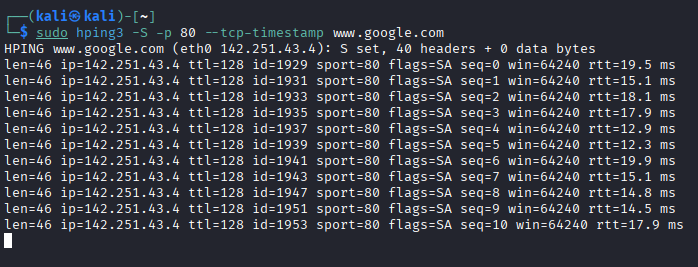 ┌──(kali㉿kali)-[~]
└─$ sudo hping3 -S -p 80 --tcp-timestamp www.google.com
HPING www.google.com (eth0 142.251.43.4): S set, 40 headers + 0 data bytes
len=46 ip=142.251.43.4 ttl=128 id=1929 sport=80 flags=SA seq=0 win=64240 rtt=19.5 ms
len=46 ip=142.251.43.4 ttl=128 id=1931 sport=80 flags=SA seq=1 win=64240 rtt=15.1 ms
len=46 ip=142.251.43.4 ttl=128 id=1933 sport=80 flags=SA seq=2 win=64240 rtt=18.1 ms
len=46 ip=142.251.43.4 ttl=128 id=1935 sport=80 flags=SA seq=3 win=64240 rtt=17.9 ms
len=46 ip=142.251.43.4 ttl=128 id=1937 sport=80 flags=SA seq=4 win=64240 rtt=12.9 ms
len=46 ip=142.251.43.4 ttl=128 id=1939 sport=80 flags=SA seq=5 win=64240 rtt=12.3 ms
len=46 ip=142.251.43.4 ttl=128 id=1941 sport=80 flags=SA seq=6 win=64240 rtt=19.9 ms
len=46 ip=142.251.43.4 ttl=128 id=1943 sport=80 flags=SA seq=7 win=64240 rtt=15.1 ms
len=46 ip=142.251.43.4 ttl=128 id=1947 sport=80 flags=SA seq=8 win=64240 rtt=14.8 ms
len=46 ip=142.251.43.4 ttl=128 id=1951 sport=80 flags=SA seq=9 win=64240 rtt=14.5 ms
len=46 ip=142.251.43.4 ttl=128 id=1953 sport=80 flags=SA seq=10 win=64240 rtt=17.9 ms